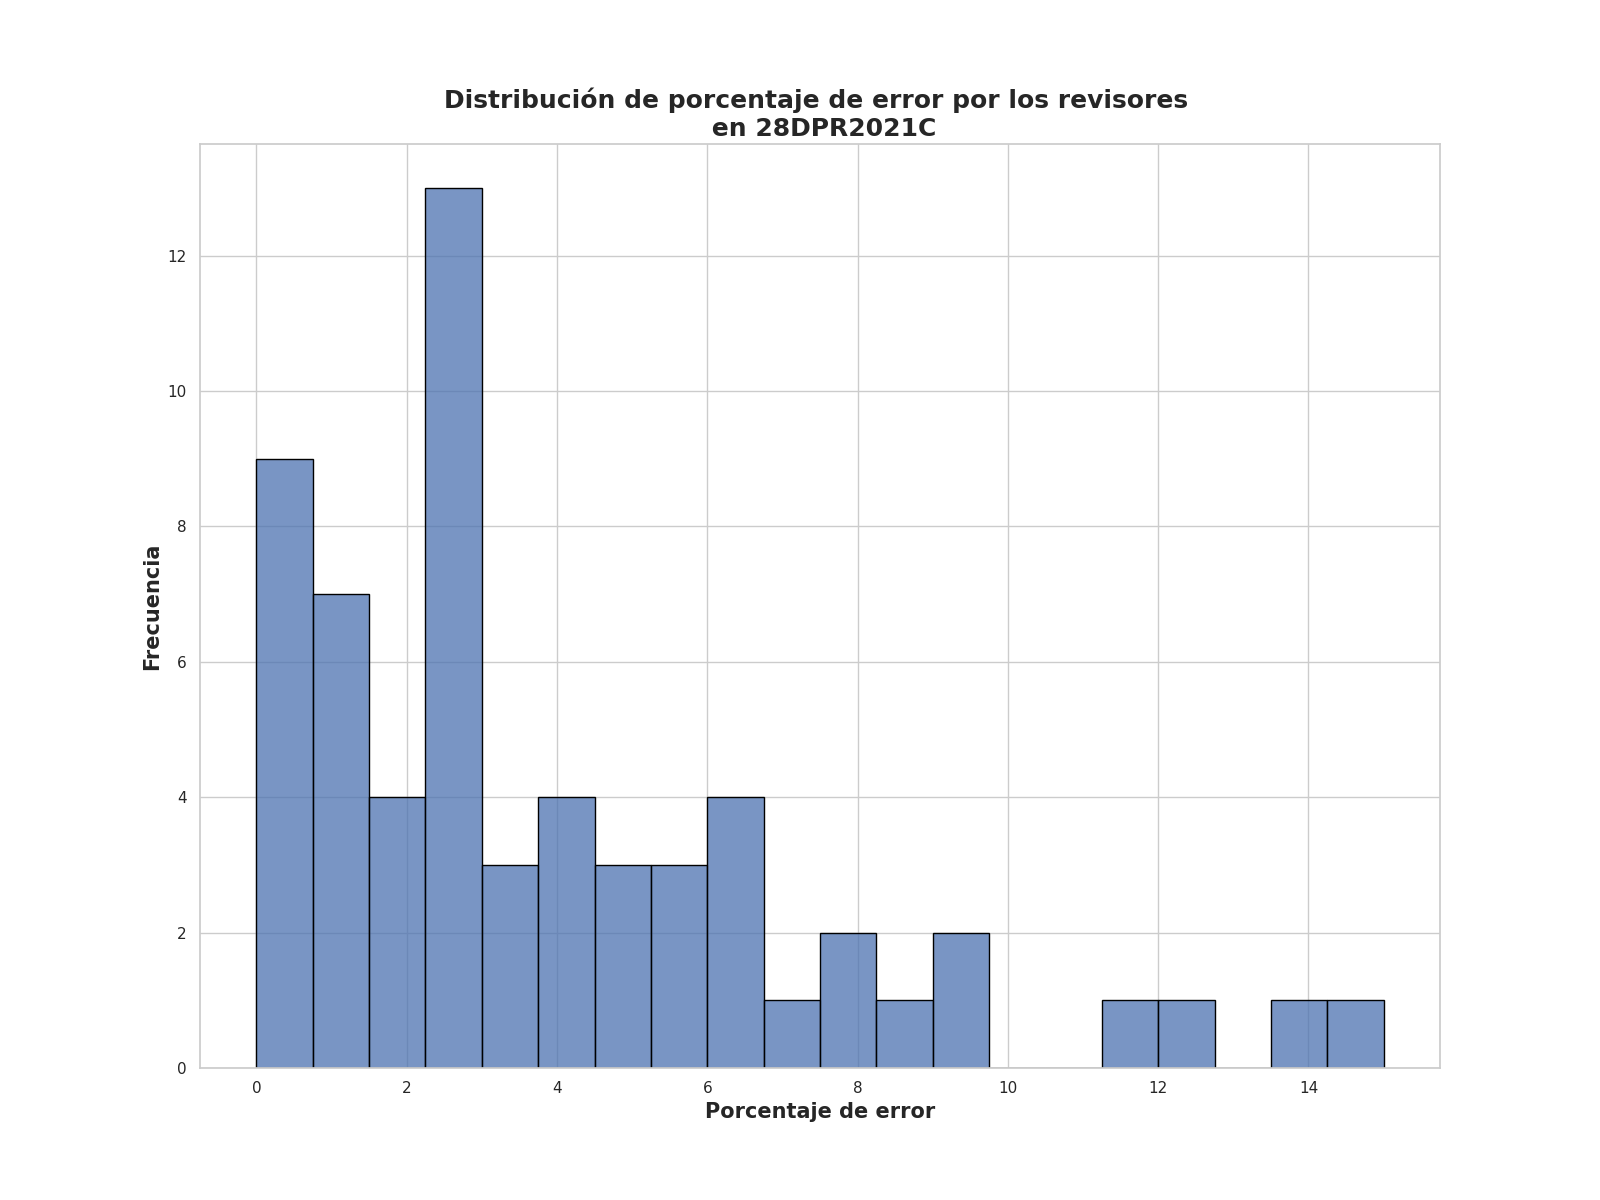 Distribución de porcentaje de error por los revisores
en 28DPR2021C
Frecuencia
12
10
8
6
4
2
0
0 2 4 6 8 10 12 14
Porcentaje de error